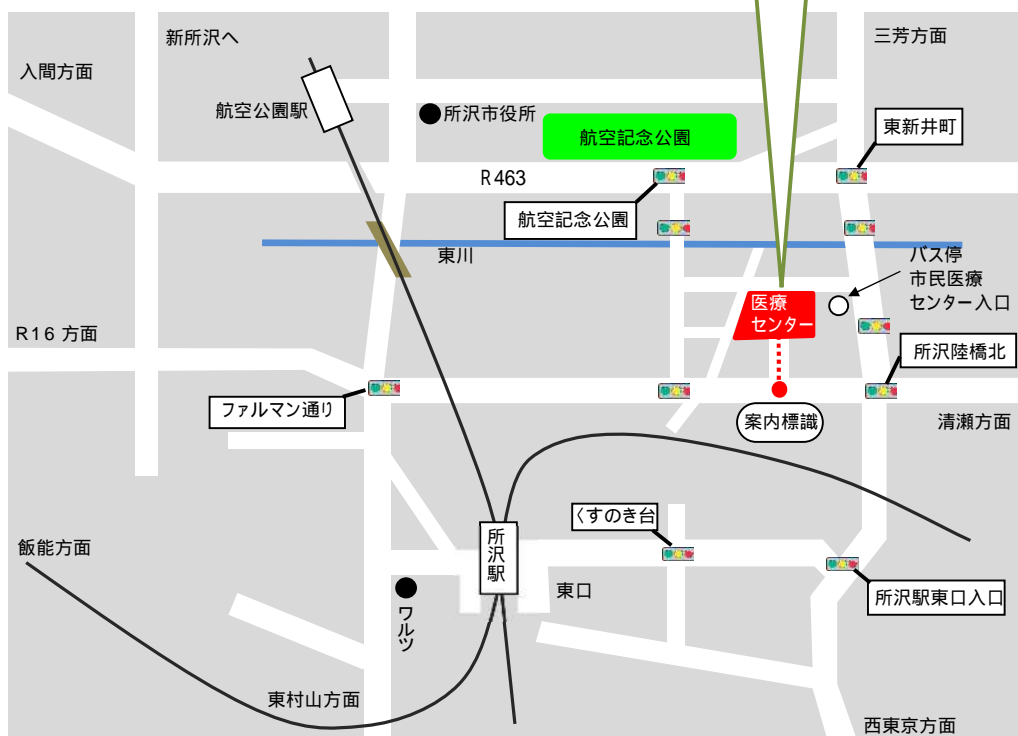 新所沢へ
三芳方面
入間方面
航空公園駅
所沢市役所
東新井町
航空記念公園
R463
航空記念公園
東川
バス停
市民医療
センター入口
医療
センター
R16 方面
所沢陸橋北
ファルマン通り
案内標識
清瀬方面
くすのき台
所沢駅
飯能方面
東口
所沢駅東口入口
ワルツ
東村山方面
西東京方面